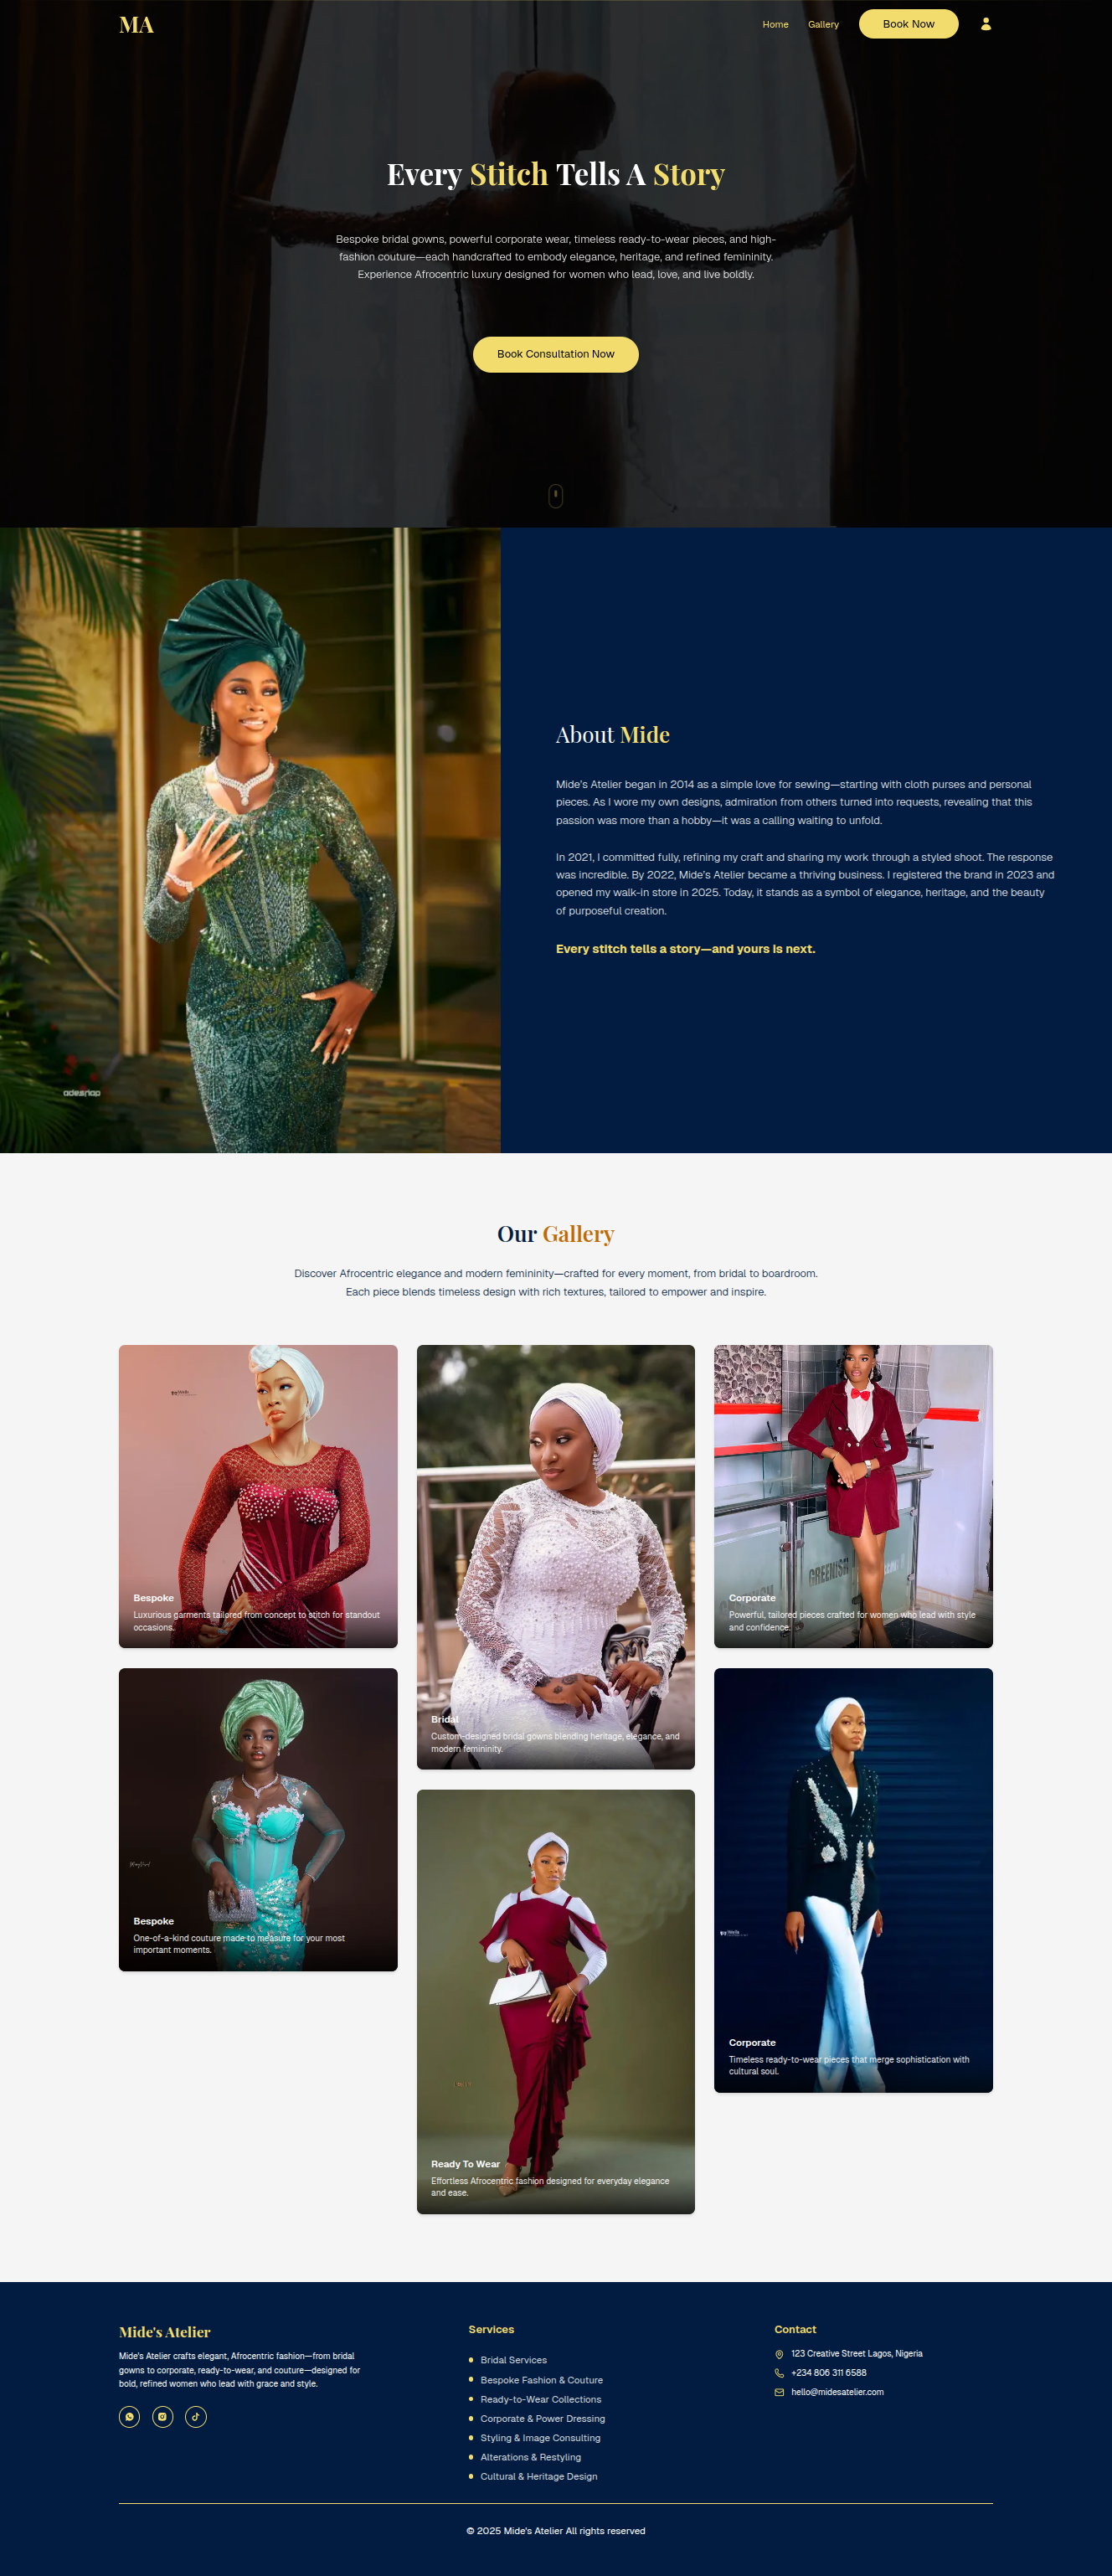 MA
Home
Gallery
Book Now
Every Stitch Tells A Story
Bespoke bridal gowns, powerful corporate wear, timeless ready-to-wear pieces, and high-
fashion couture—each handcrafted to embody elegance, heritage, and refined femininity.
Experience Afrocentric luxury designed for women who lead, love, and live boldly.
Book Consultation Now
About Mide
Mide's Atelier began in 2014 as a simple love for sewing—starting with cloth purses and personal
pieces. As I wore my own designs, admiration from others turned into requests, revealing that this
passion was more than a hobby—it was a calling waiting to unfold.
In 2021, I committed fully, refining my craft and sharing my work through a styled shoot. The response
was incredible. By 2022, Mide's Atelier became a thriving business. I registered the brand in 2023 and
opened my walk-in store in 2025. Today, it stands as a symbol of elegance, heritage, and the beauty
of purposeful creation.
Every stitch tells a story—and yours is next.
Our Gallery
Discover Afrocentric elegance and modern femininity—crafted for every moment, from bridal to boardroom.
Each piece blends timeless design with rich textures, tailored to empower and inspire.
Bespoke
Luxurious garments tailored from concept to stitch for standout
occasions.
Bridal
Custom-designed bridal gowns blending heritage, elegance, and
modern femininity.
GREENISH
Corporate
Powerful, tailored pieces crafted for women who lead with style
and confidence.
Bespoke
One-of-a-kind couture made to measure for your most
important moments.
Ready To Wear
Effortless Afrocentric fashion designed for everyday elegance
and ease.
Corporate
Timeless ready-to-wear pieces that merge sophistication with
cultural soul.
Mide's Atelier
Mide's Atelier crafts elegant, Afrocentric fashion—from bridal
gowns to corporate, ready-to-wear, and couture—designed for
bold, refined women who lead with grace and style.
Services
Bridal Services
Bespoke Fashion & Couture
Ready-to-Wear Collections
Corporate & Power Dressing
Styling & Image Consulting
Alterations & Restyling
Cultural & Heritage Design
Contact
123 Creative Street Lagos, Nigeria
+234 806 311 6588
hello@midesatelier.com
© 2025 Mide's Atelier All rights reserved